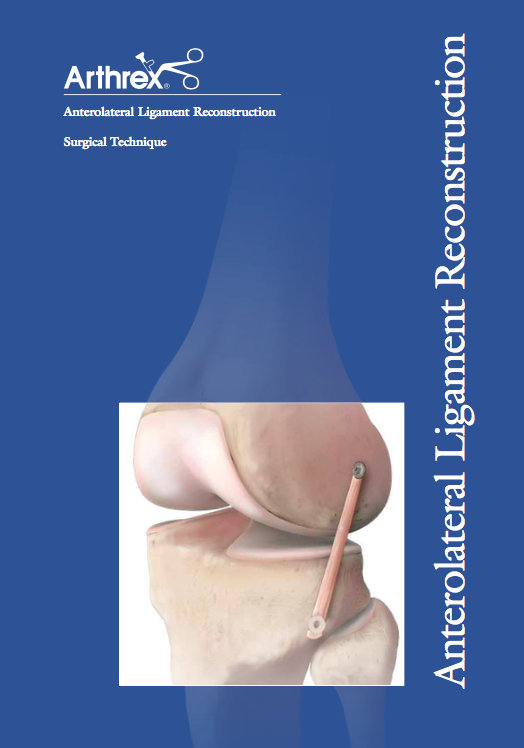 Arthrex®
Anterolateral Ligament Reconstruction
Surgical Technique
Anterolateral Ligament Reconstruction